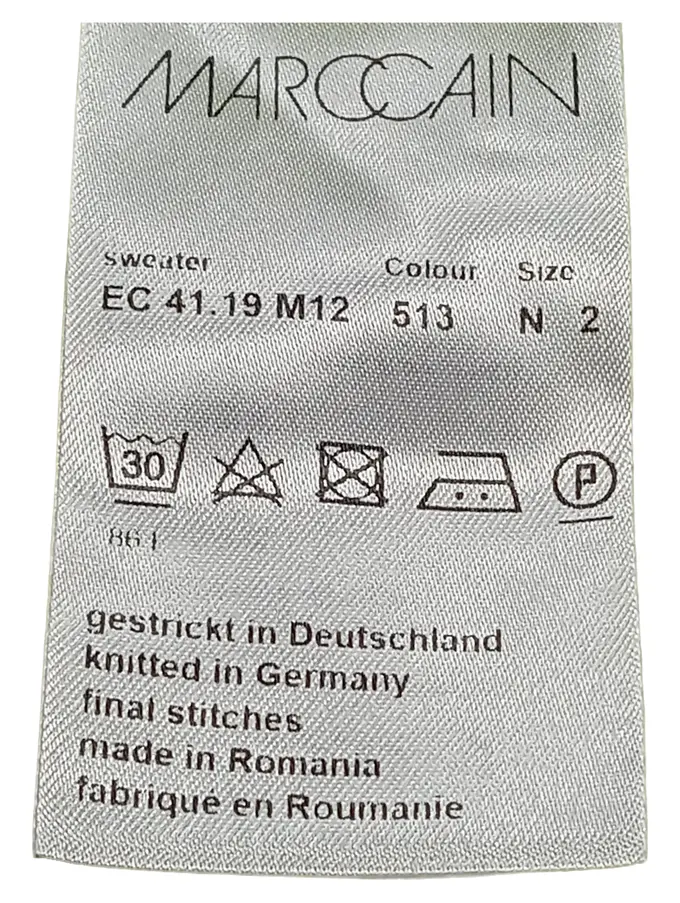 MARCCAIN
sweater Colour Size
EC 41.19 M12 513 N 2
30 P
864
gestrickt in Deutschland
knitted in Germany
final stitches
made in Romania
fabriqué en Roumanie